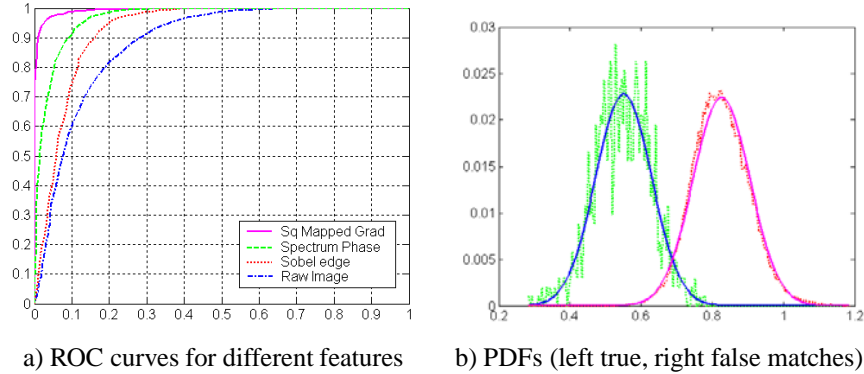 1
0.9
0.8
0.7
0.6
0.5
0.4
0.3
0.2
0.1
0
0 0.1 0.2 0.3 0.4 0.5 0.6 0.7 0.8 0.9 1
Sq Mapped Grad
Spectrum Phase
Sobel edge
Raw Image
0.03
0.025
0.02
0.015
0.01
0.005
0
0.2 0.4 0.6 0.8 1 1.2
a) ROC curves for different features
b) PDFs (left true, right false matches)